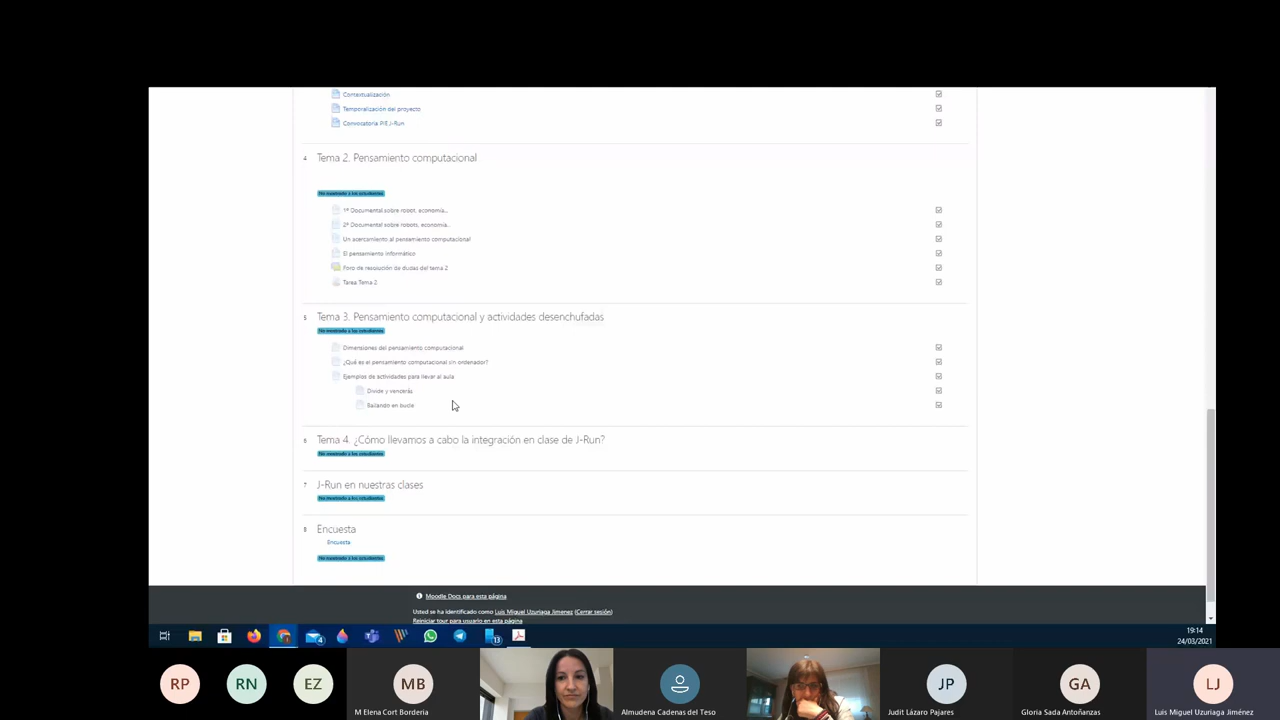 Contextualización
Temporalización del proyecto
Convocatoria PIE J-Run
4
Tema 2. Pensamiento computacional
No mostrado a los estudiantes
1º Documental sobre robot, economía...
2º Documental sobre robots, economía...
Un acercamiento al pensamiento computacional
El pensamiento informático
Foro de resolución de dudas del tema 2
Tarea Tema 2
5
Tema 3. Pensamiento computacional y actividades desenchufadas
No mostrado a los estudiantes
Dimensiones del pensamiento computacional
¿Qué es el pensamiento computacional sin ordenador?
Ejemplos de actividades para llevar al aula
Divide y vencerás
Bailando en bucle
6
Tema 4. ¿Cómo llevamos a cabo la integración en clase de J-Run?
No mostrado a los estudiantes
7
J-Run en nuestras clases
No mostrado a los estudiantes
8
Encuesta
Encuesta
No mostrado a los estudiantes
Moodle Docs para esta página
Usted se ha identificado como Luis Miguel Uzuriaga Jimenez (Cerrar sesión)
Reiniciar tour para usuario en esta página
4
13
19:14
24/03/2021
RP
RN
EZ
MB
JP
GA
LJ
M Elena Cort Borderia
Almudena Cadenas del Teso
Judit Lázaro Pajares
Gloria Sada Antoñanzas
Luis Miguel Uzuriaga Jiménez